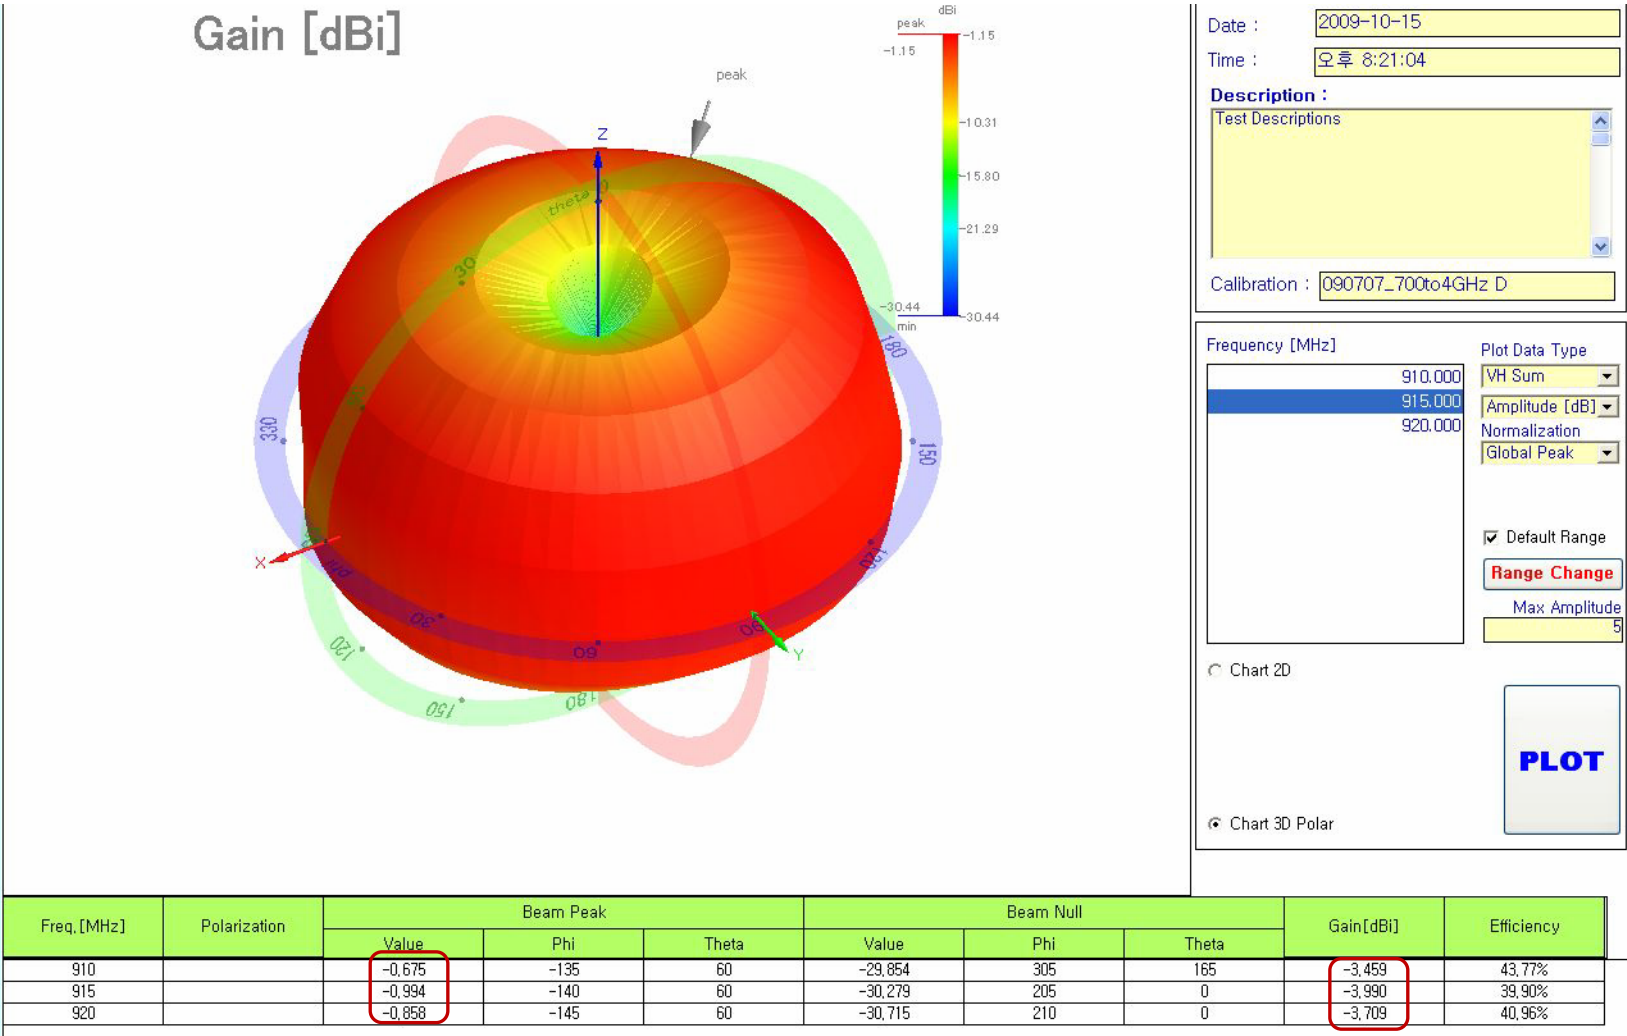 Gain [dBi]
dBi
peak
-1.15
-1.15
peak
-10.31
-15.80
-21.29
-30.44
min
-30.44
Z
theta 0
30
180
330
150
X
phi
30
60
90
120
Y
120
150
180
Date :
2009-10-15
Time :
오후 8:21:04
Description :
Test Descriptions
Calibration :
090707_700to4GHz D
Frequency [MHz]
910.000
915.000
920.000
Plot Data Type
VH Sum
Amplitude [dB]
Normalization
Global Peak
Default Range
Range Change
Max Amplitude
5
Chart 2D
PLOT
Chart 3D Polar
Freq.[MHz] Polarization Beam Peak Beam Null Gain[dBi] Efficiency
Value Phi Theta Value Phi Theta
910 -0,675 -135 60 -29,854 305 165 -3,459 43,77%
915 -0,994 -140 60 -30,279 205 0 -3,990 39,90%
920 -0,858 -145 60 -30,715 210 0 -3,709 40,96%